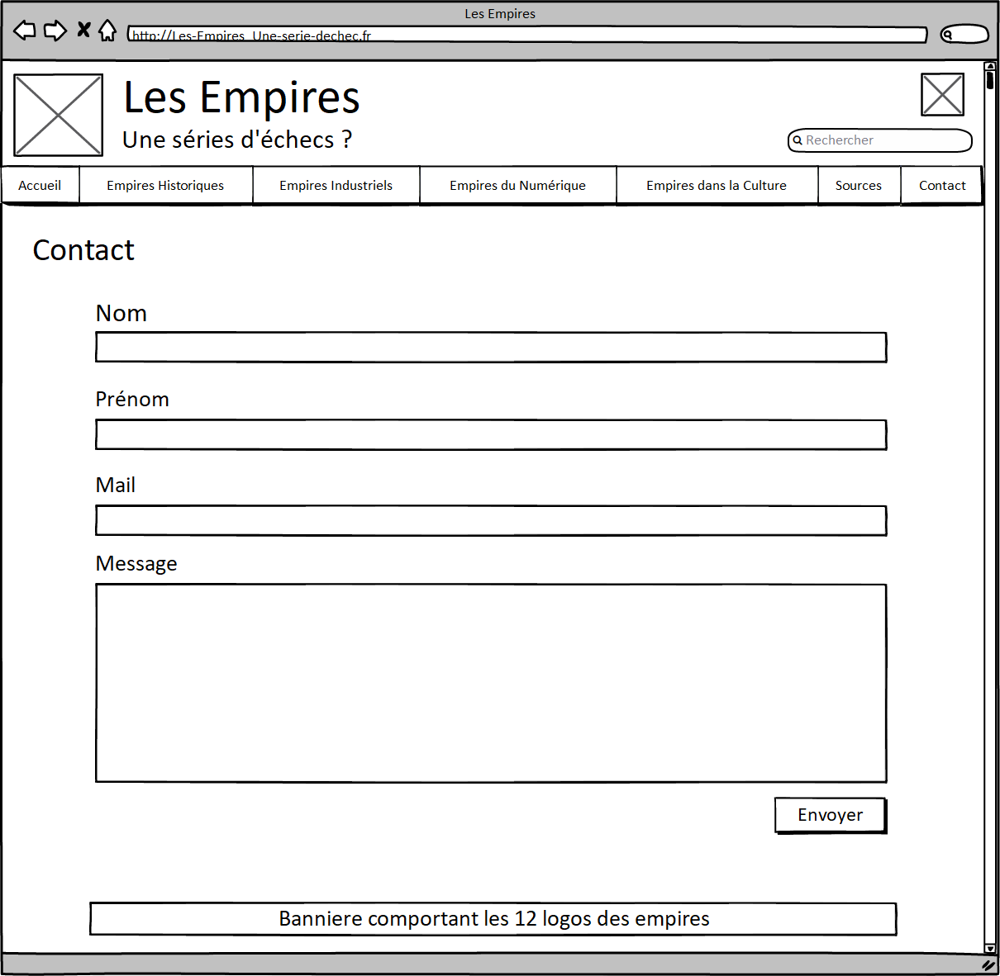 Les Empires
http://Les-Empires_Une-serie-dechec.fr
Les Empires
Une séries d'échecs ?
Rechercher
Accueil Empires Historiques Empires Industriels Empires du Numérique Empires dans la Culture Sources Contact
Contact
Nom
Prénom
Mail
Message
Envoyer
Banniere comportant les 12 logos des empires